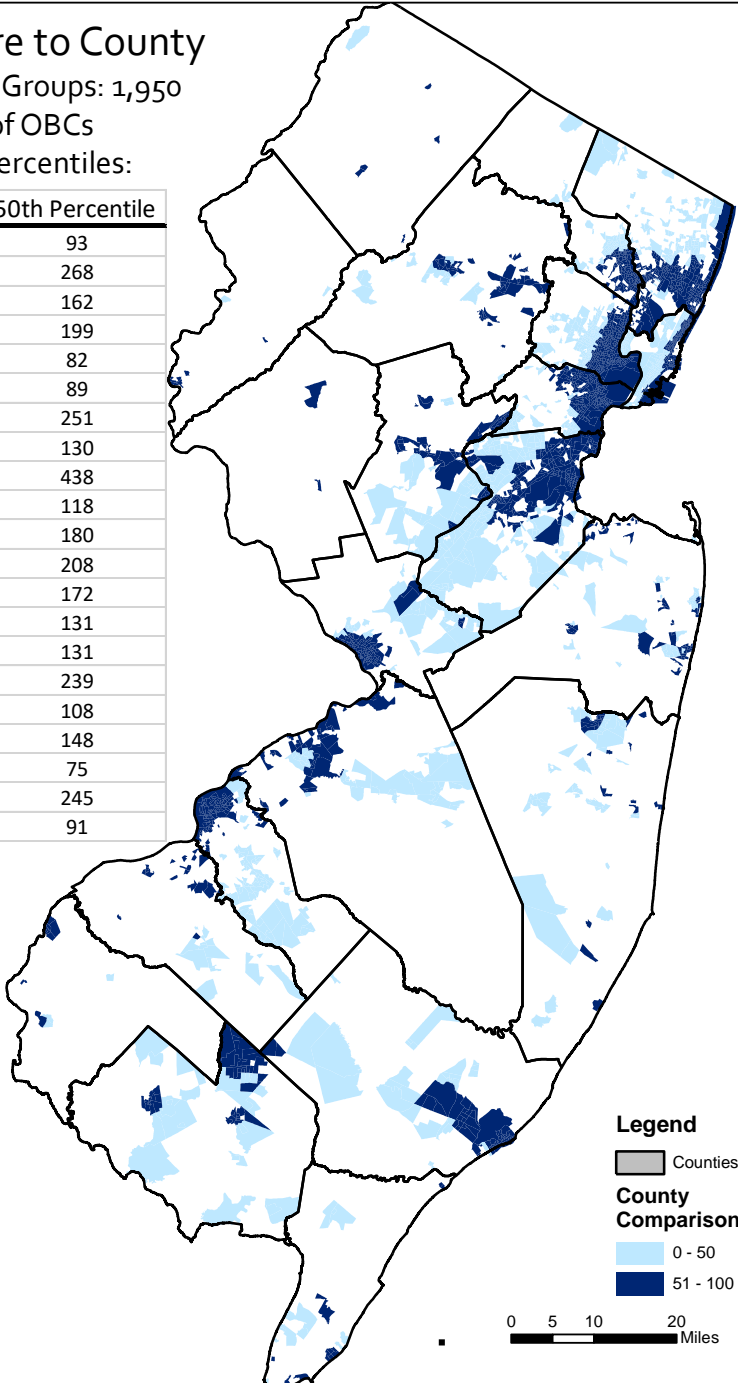 re to County
Groups: 1,950
of OBCs
ercentiles:
50th Percentile
93
268
162
199
82
89
251
130
438
118
180
208
172
131
131
239
108
148
75
245
91
Legend
Counties
County
Comparison
0 - 50
51 - 100
0 5 10 20
Miles